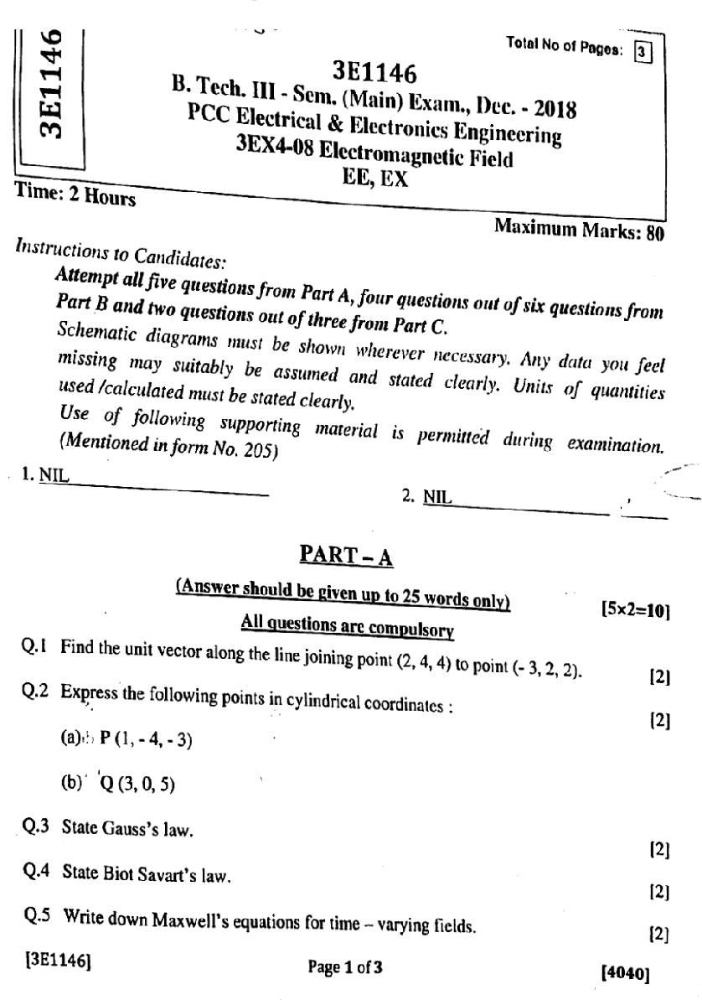 3E1146
Total No of Pages: 3
3E1146
B. Tech. III - Sem. (Main) Exam., Dec. - 2018
PCC Electrical & Electronics Engineering
3EX4-08 Electromagnetic Field
EE, EX
Time: 2 Hours
Maximum Marks: 80
Instructions to Candidates:
Attempt all five questions from Part A, four questions out of six questions from
Part B and two questions out of three from Part C.
Schematic diagrams must be shown wherever necessary. Any data you feel
missing may suitably be assumed and stated clearly. Units of quantities
used /calculated must be stated clearly.
Use of following supporting material is permitted during examination.
(Mentioned in form No. 205)
1. NIL
2. NIL
PART – A
(Answer should be given up to 25 words only) [5×2=10]
All questions are compulsory
Q.1 Find the unit vector along the line joining point (2, 4, 4) to point (- 3, 2, 2). [2]
Q.2 Express the following points in cylindrical coordinates : [2]
(a) P (1, - 4, - 3)
(b) Q (3, 0, 5)
Q.3 State Gauss's law. [2]
Q.4 State Biot Savart's law. [2]
Q.5 Write down Maxwell's equations for time – varying fields. [2]
[3E1146] Page 1 of 3 [4040]